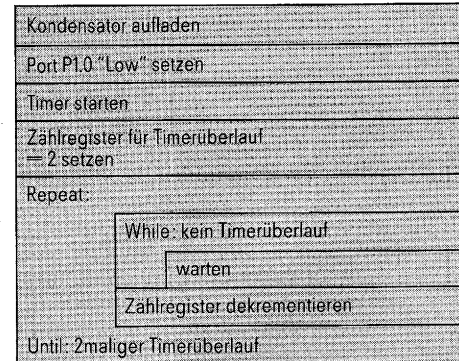 Kondensator aufladen
Port P1.0 "Low" setzen
Timer starten
Zählregister für Timerüberlauf
= 2 setzen
Repeat:
While: kein Timerüberlauf
warten
Zählregister dekrementieren
Until: 2maliger Timerüberlauf